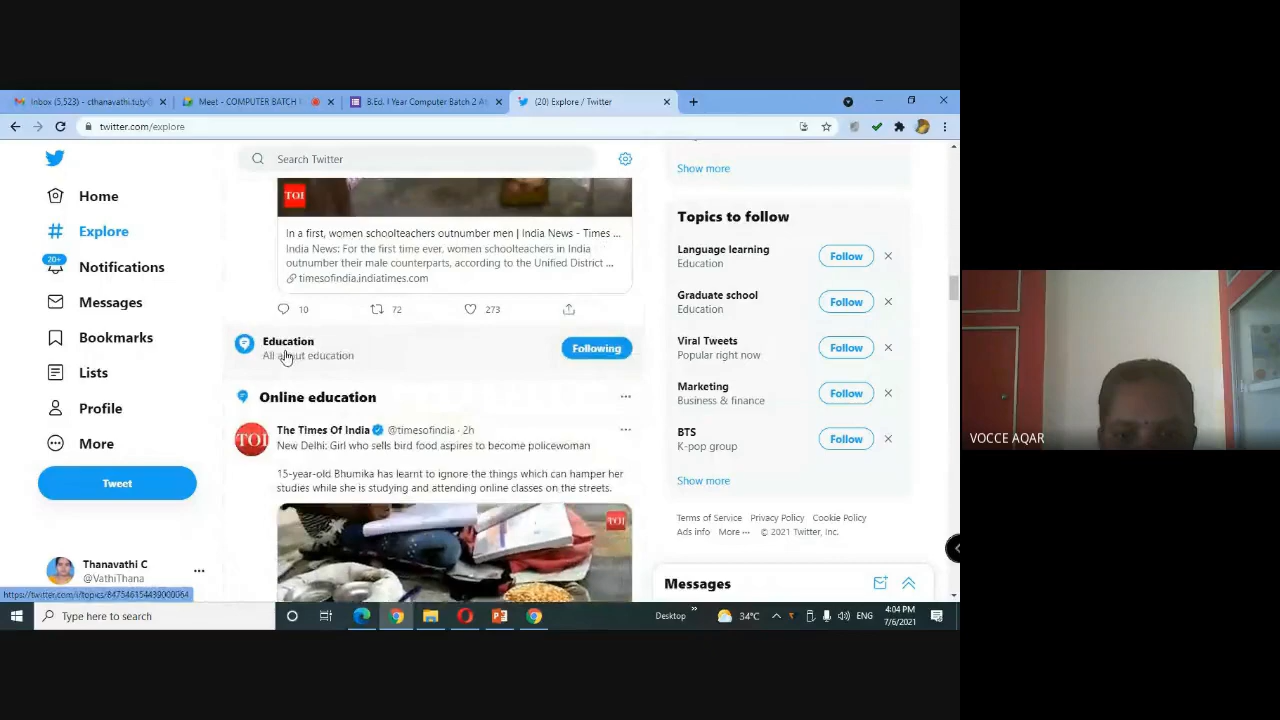 Inbox (5,523) - cthanavathi.tuty@
Meet - COMPUTER BATCH
B.Ed. I Year Computer Batch 2 At
(20) Explore / Twitter
twitter.com/explore
Home
Explore
20+
Notifications
Messages
Bookmarks
Lists
Profile
More
Tweet
Thanavathi C
@VathiThana
https://twitter.com/i/topics/847546154439000064
Search Twitter
TOI
In a first, women schoolteachers outnumber men | India News - Times ...
India News: For the first time ever, women schoolteachers in India
outnumber their male counterparts, according to the Unified District ...
timesofindia.indiatimes.com
10 72 273
Education
All about education
Following
Online education
TOI
The Times Of India @timesofindia · 2h
New Delhi: Girl who sells bird food aspires to become policewoman
15-year-old Bhumika has learnt to ignore the things which can hamper her
studies while she is studying and attending online classes on the streets.
TOI
Show more
Topics to follow
Language learning
Education
Follow
Graduate school
Education
Follow
Viral Tweets
Popular right now
Follow
Marketing
Business & finance
Follow
BTS
K-pop group
Follow
Show more
Terms of Service Privacy Policy Cookie Policy
Ads info More ··· © 2021 Twitter, Inc.
Messages
Type here to search
Desktop
34°C
ENG
4:04 PM
7/6/2021
VOCCE AQAR